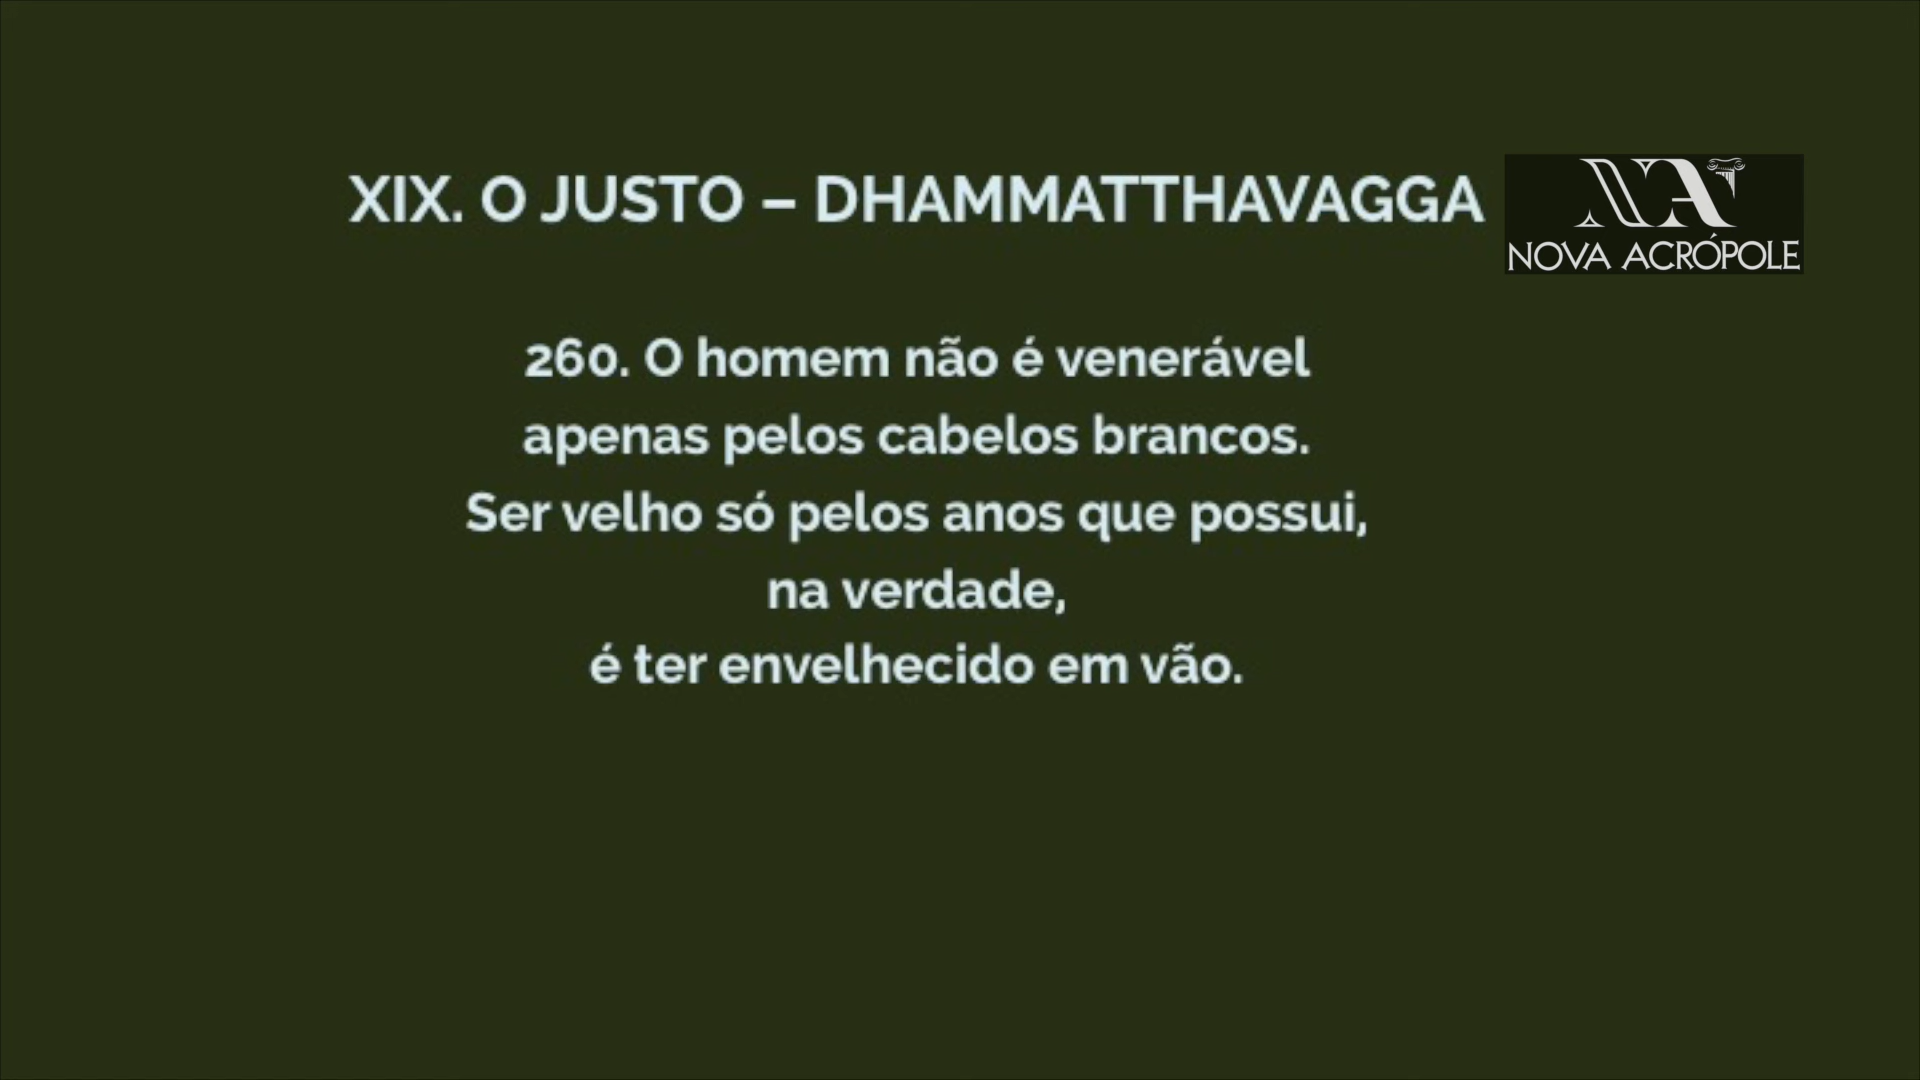 XIX. O JUSTO – DHAMMATTHAVAGGA
NA
NOVA ACRÓPOLE
260. O homem não é venerável
apenas pelos cabelos brancos.
Ser velho só pelos anos que possui,
na verdade,
é ter envelhecido em vão.